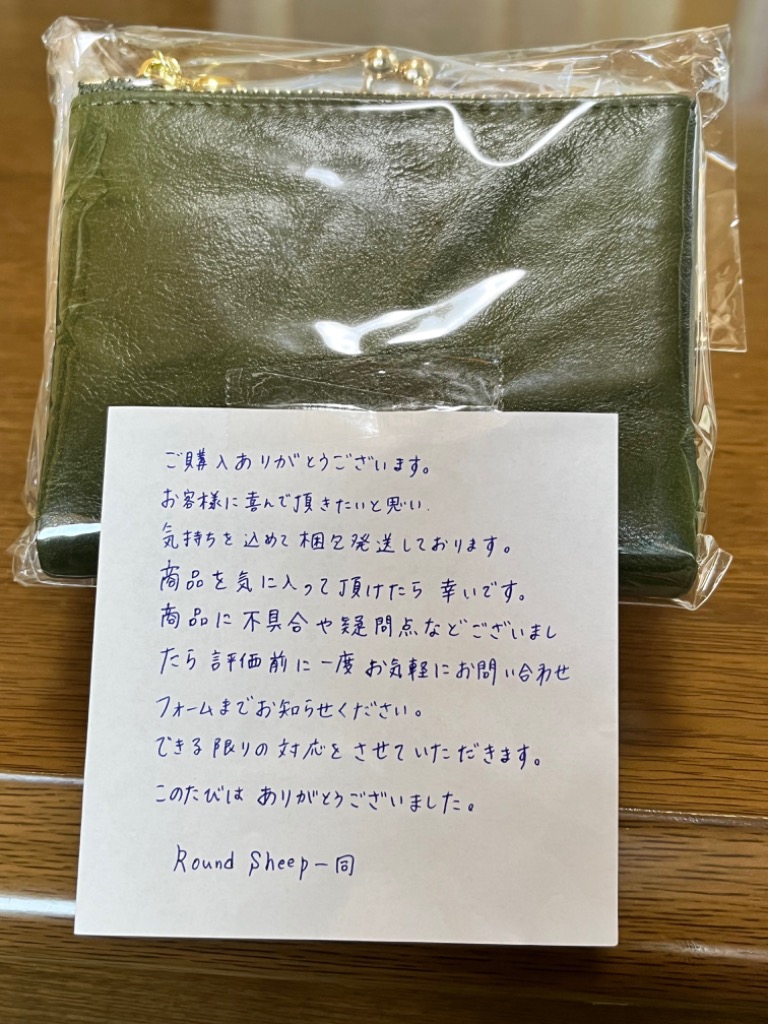 ご購入ありがとうございます。
お客様に喜んで頂きたいと思い、
気持ちを込めて梱包発送しております。
商品を気に入って頂けたら幸いです。
商品に不具合や疑問点などございまし
たら評価前に一度お気軽にお問い合わせ
フォームまでお知らせください。
できる限りの対応をさせていただきます。
このたびはありがとうございました。
Round Sheep一同